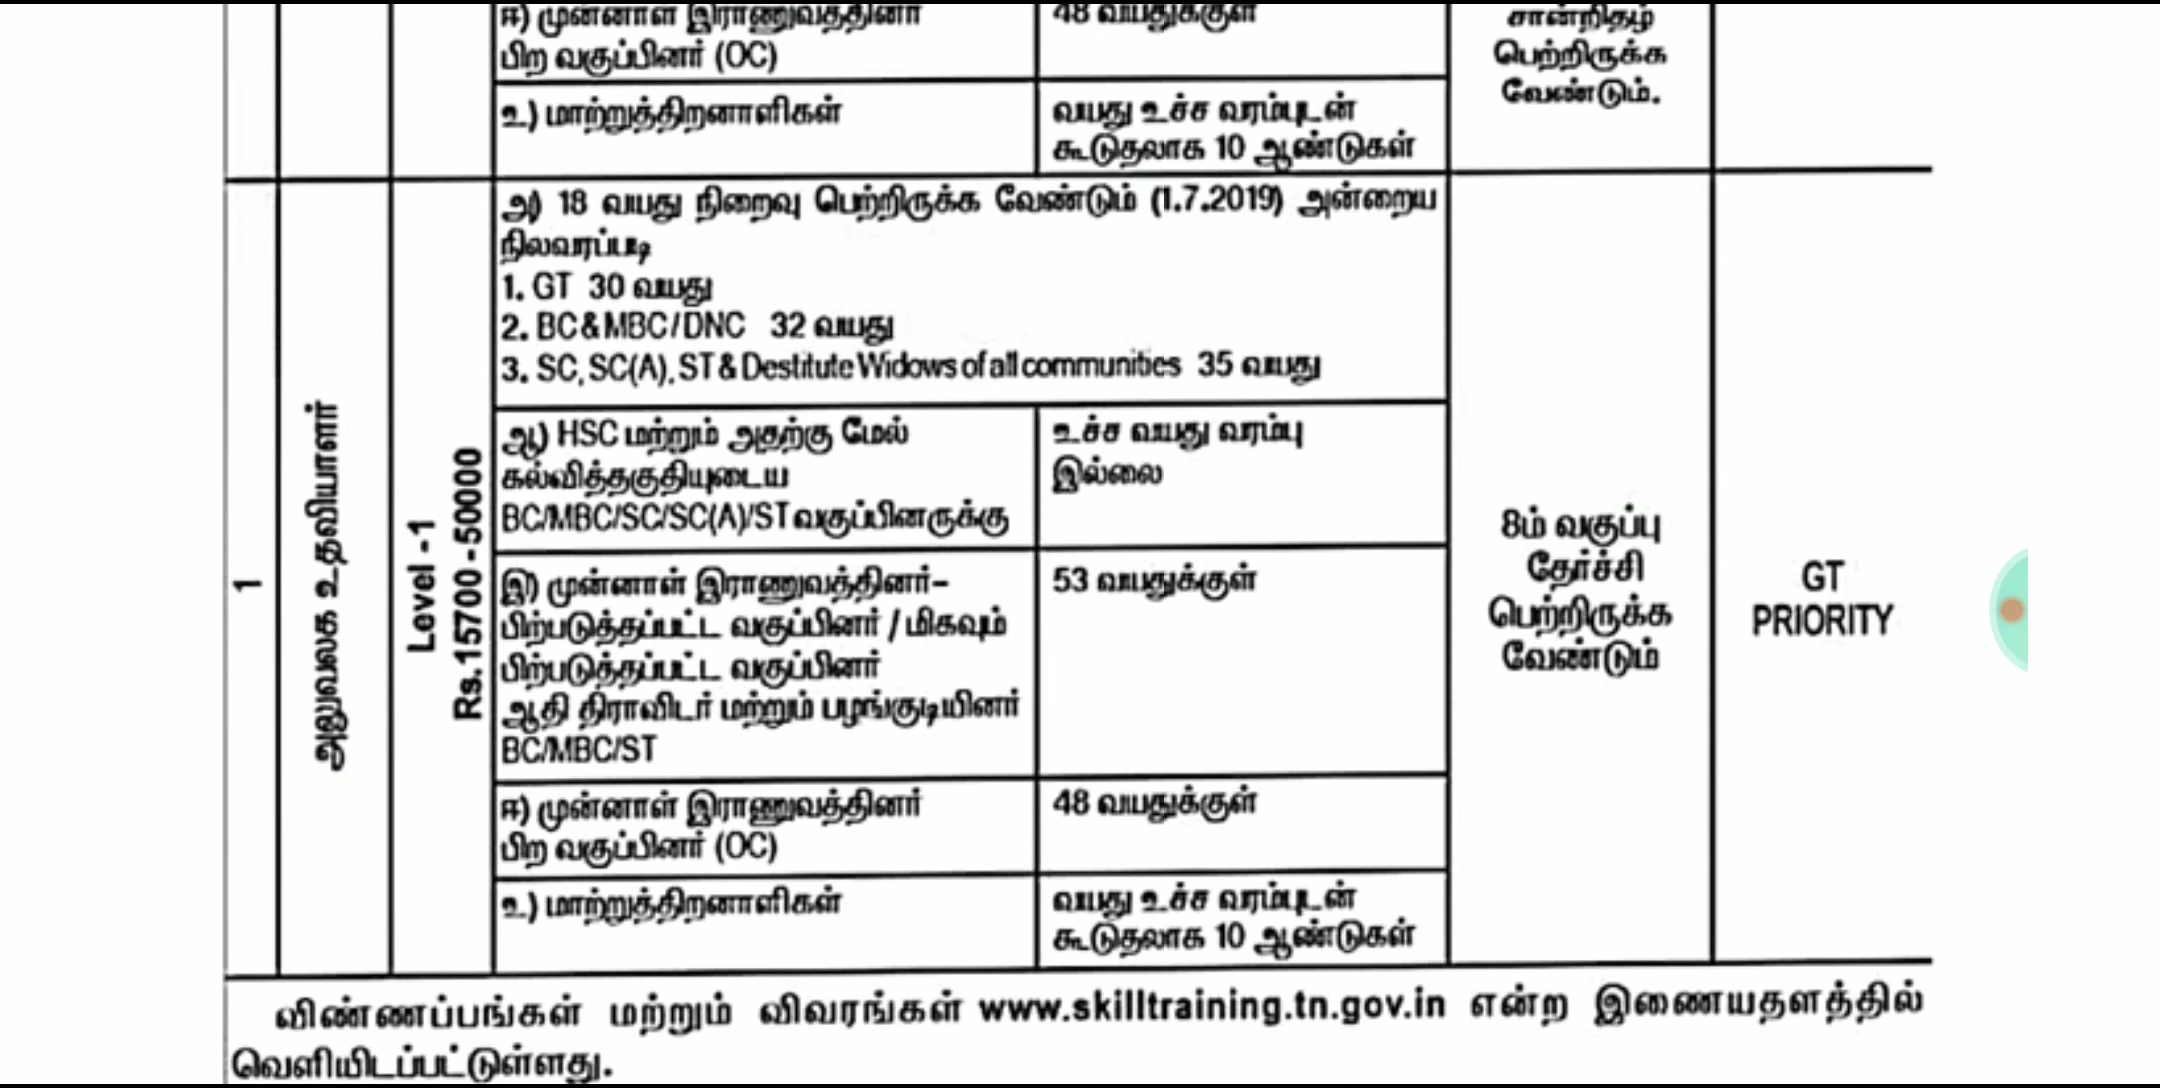 ஈ) முன்னாள் இராணுவத்தினர்
பிற வகுப்பினர் (OC)
48 வயதுக்குள்
உ) மாற்றுத்திறனாளிகள்
வயது உச்ச வரம்புடன்
கூடுதலாக 10 ஆண்டுகள்
சான்றிதழ்
பெற்றிருக்க
வேண்டும்.
1
அலுவலக உதவியாளர்
Level -1
Rs.15700 -50000
அ) 18 வயது நிறைவு பெற்றிருக்க வேண்டும் (1.7.2019) அன்றைய
நிலவரப்படி
1. GT 30 வயது
2. BC&MBC/DNC 32 வயது
3. SC, SC(A), ST & Destitute Widows of all communities 35 வயது
ஆ) HSC மற்றும் அதற்கு மேல்
கல்வித்தகுதியுடைய
BC/MBC/SC/SC(A)/ST வகுப்பினருக்கு
உச்ச வயது வரம்பு
இல்லை
இ) முன்னாள் இராணுவத்தினர்–
பிற்படுத்தப்பட்ட வகுப்பினர் / மிகவும்
பிற்படுத்தப்பட்ட வகுப்பினர்
ஆதி திராவிடர் மற்றும் பழங்குடியினர்
BC/MBC/ST
53 வயதுக்குள்
ஈ) முன்னாள் இராணுவத்தினர்
பிற வகுப்பினர் (OC)
48 வயதுக்குள்
உ) மாற்றுத்திறனாளிகள்
வயது உச்ச வரம்புடன்
கூடுதலாக 10 ஆண்டுகள்
8ம் வகுப்பு
தேர்ச்சி
பெற்றிருக்க
வேண்டும்
GT
PRIORITY
விண்ணப்பங்கள் மற்றும் விவரங்கள் www.skilltraining.tn.gov.in என்ற இணையதளத்தில்
வெளியிடப்பட்டுள்ளது.